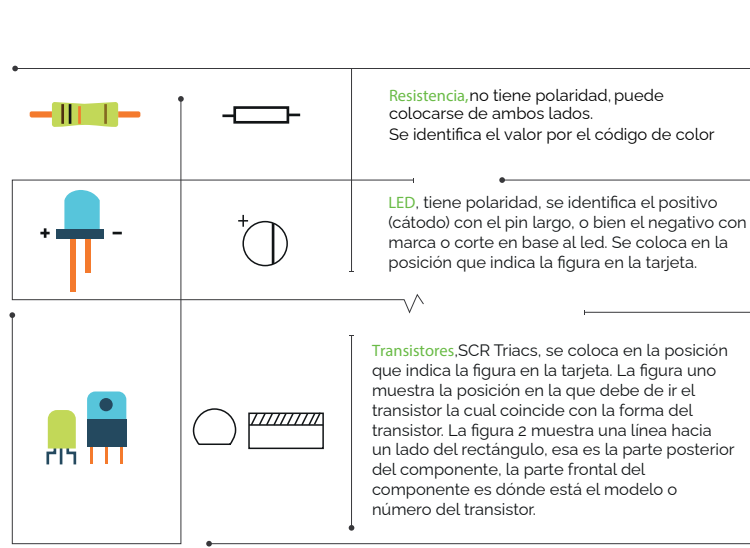 Resistencia,no tiene polaridad, puede
colocarse de ambos lados.
Se identifica el valor por el código de color
LED, tiene polaridad, se identifica el positivo
(cátodo) con el pin largo, o bien el negativo con
marca o corte en base al led. Se coloca en la
posición que indica la figura en la tarjeta.
+ -
+
Transistores,SCR Triacs, se coloca en la posición
que indica la figura en la tarjeta. La figura uno
muestra la posición en la que debe de ir el
transistor la cual coincide con la forma del
transistor. La figura 2 muestra una línea hacia
un lado del rectángulo, esa es la parte posterior
del componente, la parte frontal del
componente es dónde está el modelo o
número del transistor.